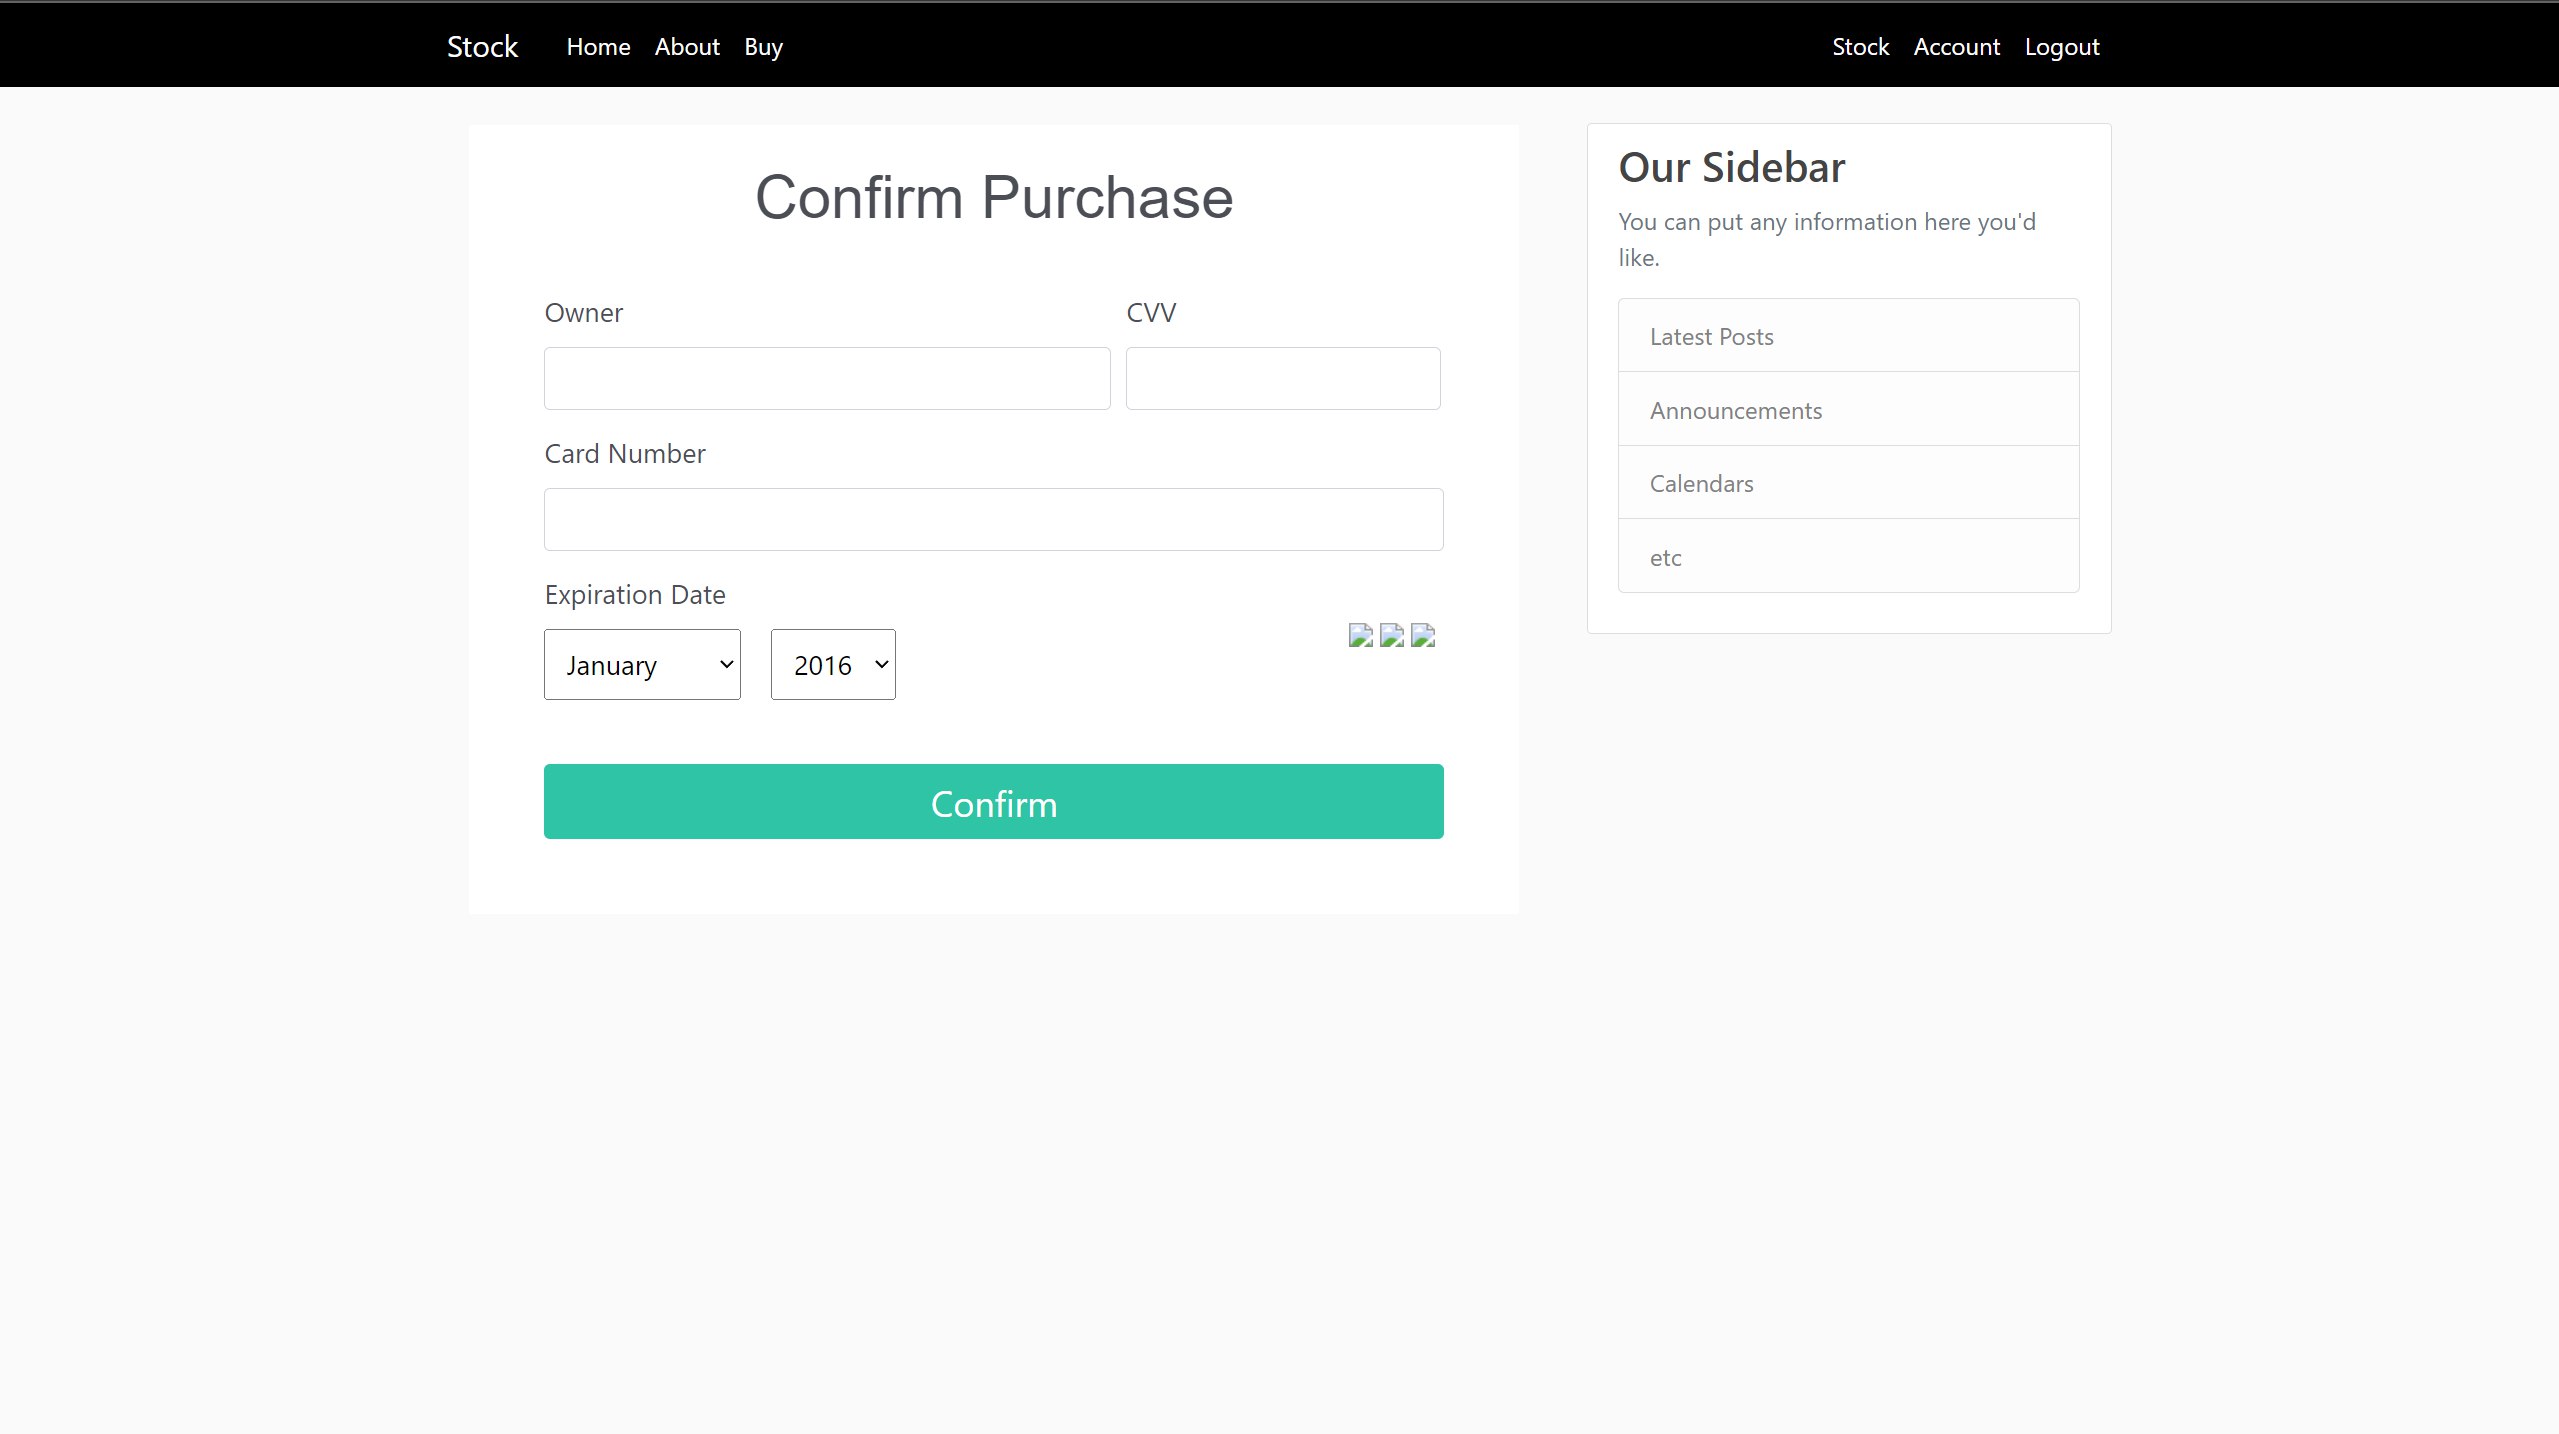 Stock Home About Buy Stock Account Logout
Confirm Purchase
Owner CVV
Card Number
Expiration Date
January 2016
Confirm
Our Sidebar
You can put any information here you'd
like.
Latest Posts
Announcements
Calendars
etc